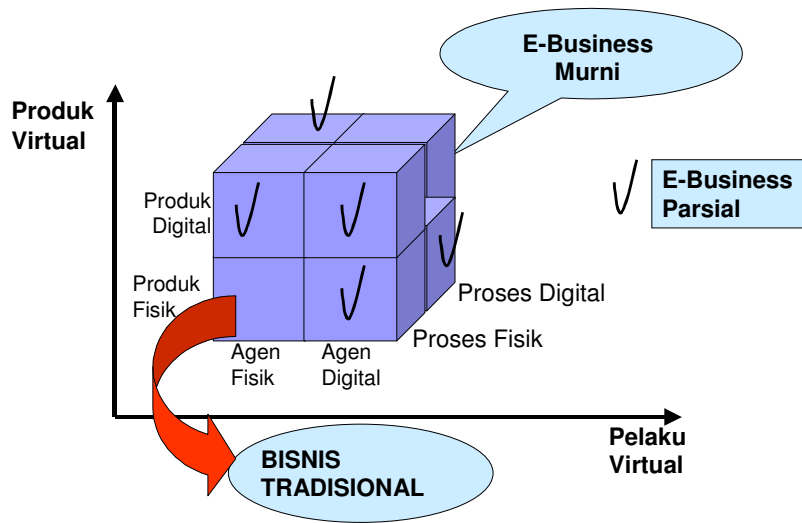 E-Business
Murni
Produk
Virtual
E-Business
Parsial
Produk
Digital
Produk
Fisik
Proses Digital
Proses Fisik
Agen
Fisik
Agen
Digital
Pelaku
Virtual
BISNIS
TRADISIONAL